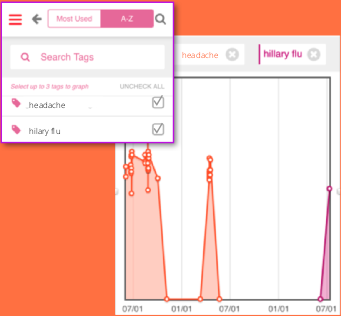 Most Used A-Z
Search Tags
Select up to 3 tags to graph UNCHECK ALL
headache
hilary flu
headache hillary flu
07/01 01/01 07/01 01/01 07/01